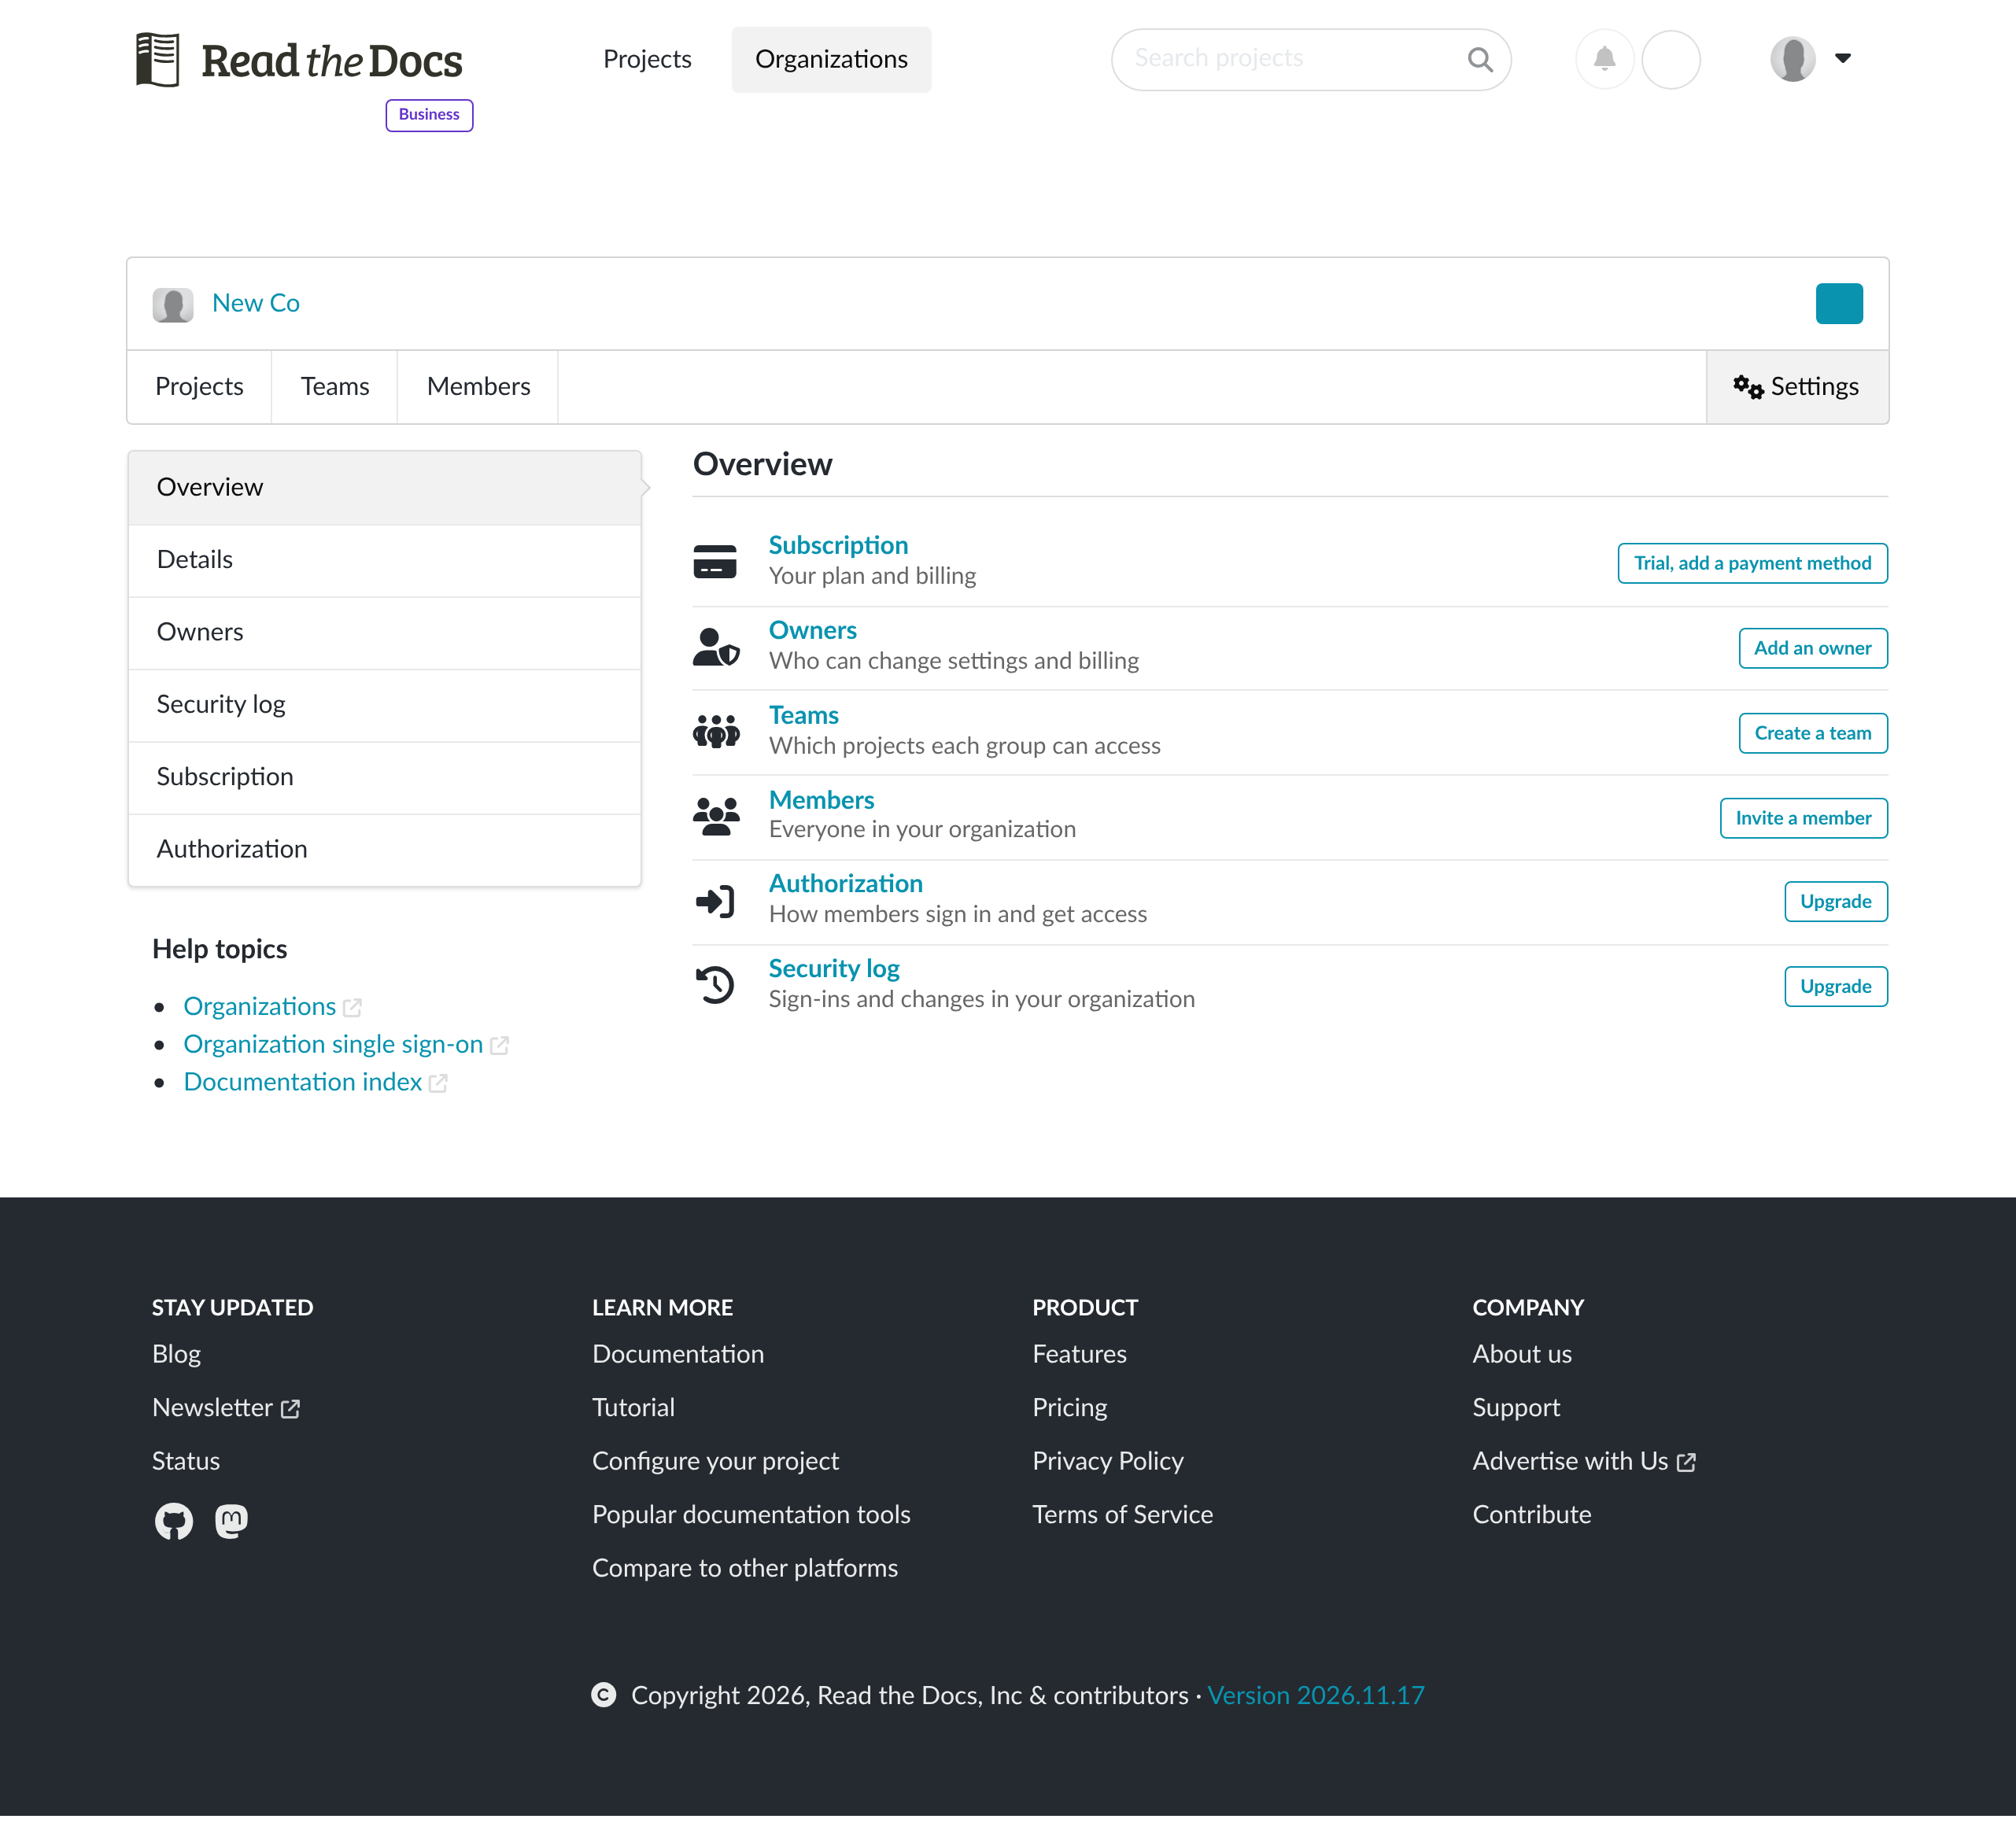 Read the Docs
Business
Projects
Organizations
Search projects
New Co
Projects
Teams
Members
Settings
Overview
Details
Owners
Security log
Subscription
Authorization
Help topics
Organizations
Organization single sign-on
Documentation index
Overview
Subscription
Your plan and billing
Trial, add a payment method
Owners
Who can change settings and billing
Add an owner
Teams
Which projects each group can access
Create a team
Members
Everyone in your organization
Invite a member
Authorization
How members sign in and get access
Upgrade
Security log
Sign-ins and changes in your organization
Upgrade
STAY UPDATED
Blog
Newsletter
Status
LEARN MORE
Documentation
Tutorial
Configure your project
Popular documentation tools
Compare to other platforms
PRODUCT
Features
Pricing
Privacy Policy
Terms of Service
COMPANY
About us
Support
Advertise with Us
Contribute
Copyright 2026, Read the Docs, Inc & contributors · Version 2026.11.17